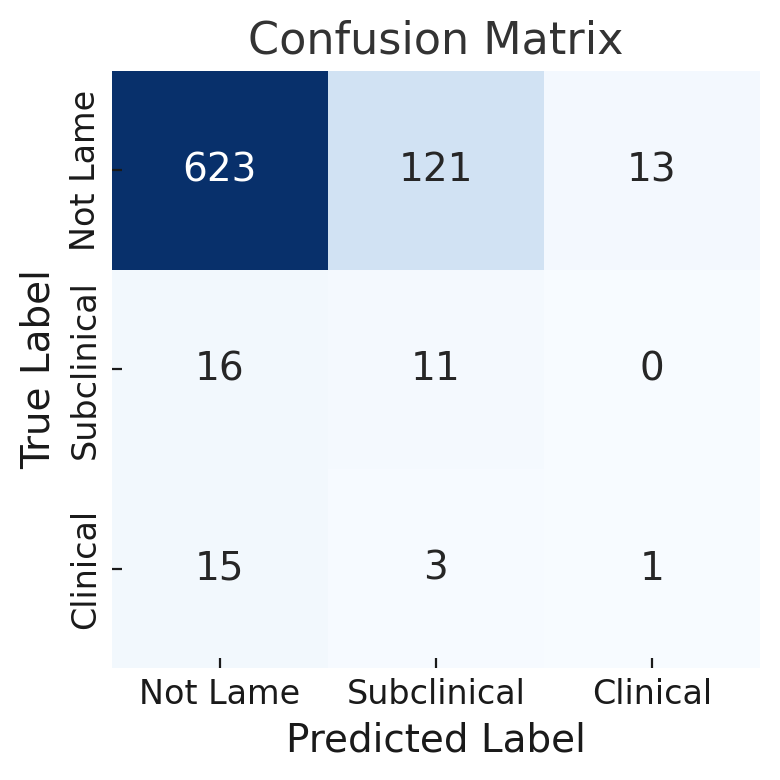 Confusion Matrix
True Label
Not Lame
623 121 13
Subclinical
16 11 0
Clinical
15 3 1
Not Lame Subclinical Clinical
Predicted Label